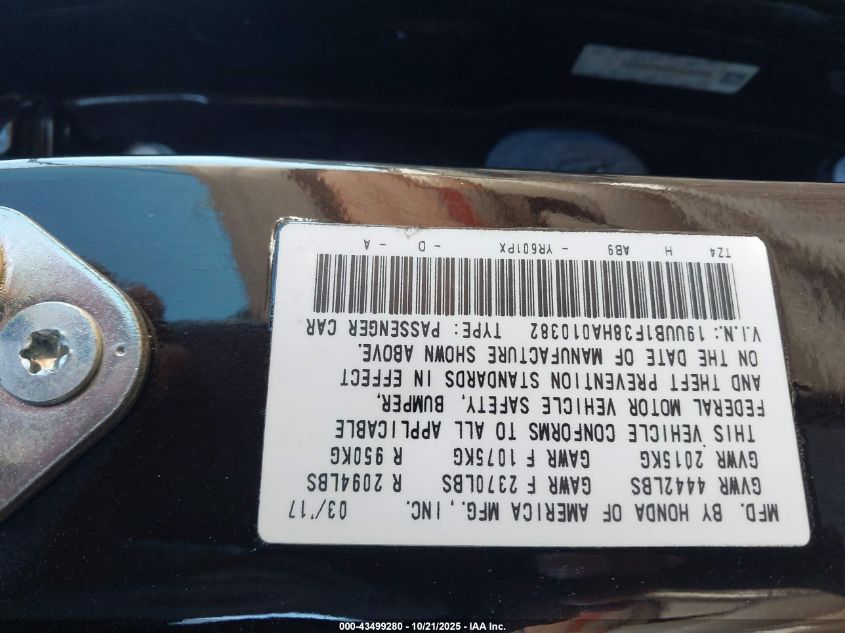 MFD. BY HONDA OF AMERICA MFG., INC. 03/'17
GVWR 4442LBS GAWR F 2370LBS R 2094LBS
GVWR 2015KG GAWR F 1075KG R 950KG
THIS VEHICLE CONFORMS TO ALL APPLICABLE
FEDERAL MOTOR VEHICLE SAFETY, BUMPER,
AND THEFT PREVENTION STANDARDS IN EFFECT
ON THE DATE OF MANUFACTURE SHOWN ABOVE.
V.I.N.: 19UUB1F38HA010382 TYPE: PASSENGER CAR
TZ4 H AB9 - YR601PX - D - A
000-43499280 - 10/21/2025 - IAA Inc.